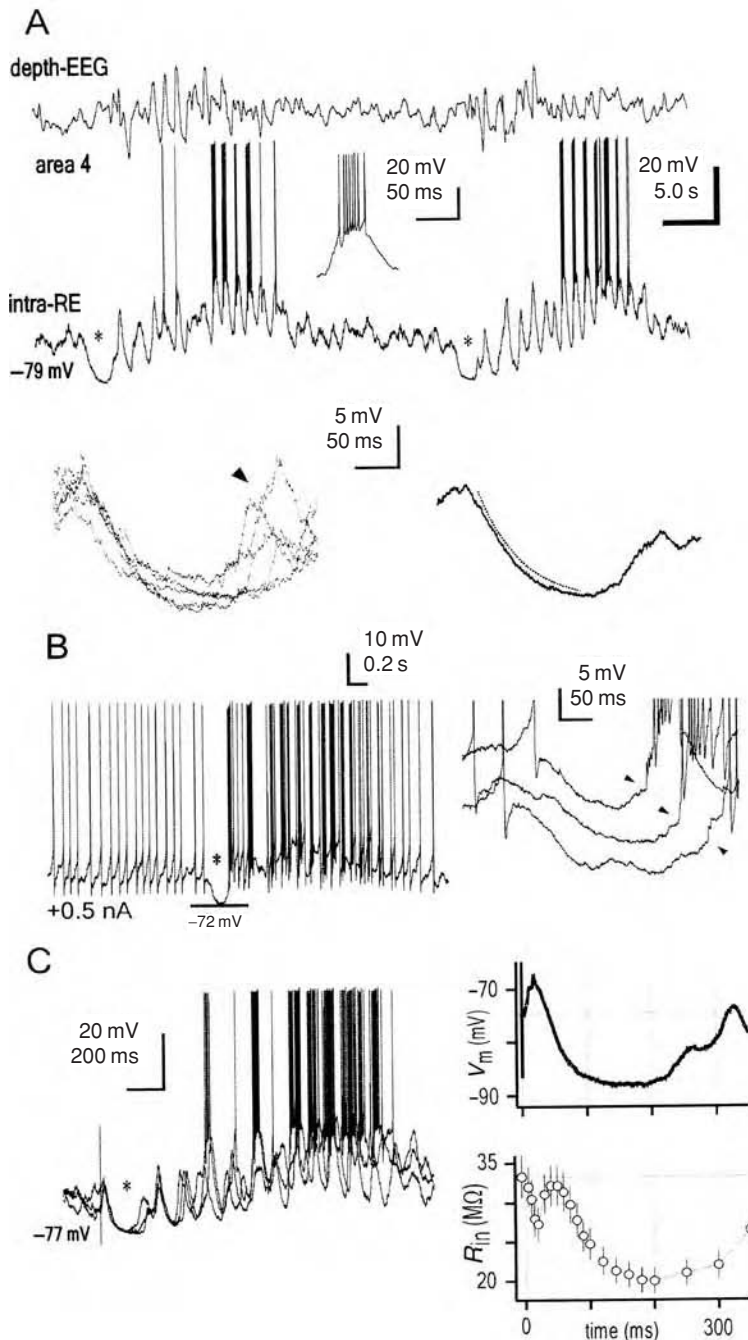 A
depth-EEG
area 4
20 mV
50 ms
20 mV
5.0 s
intra-RE
*
*
–79 mV
5 mV
50 ms
B
10 mV
0.2 s
5 mV
50 ms
*
+0.5 nA
–72 mV
C
20 mV
200 ms
*
–77 mV
–70
Vm (mV)
–90
35
Rin (MΩ)
20
0
time (ms)
300